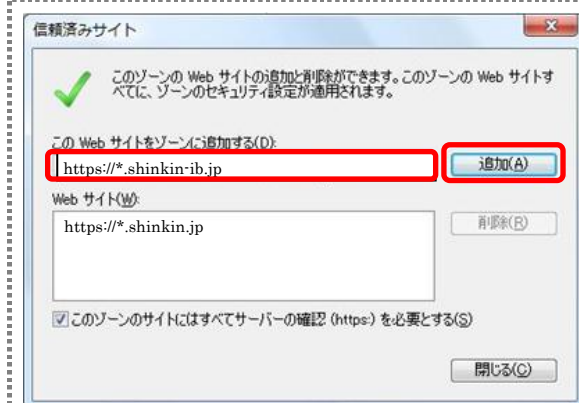 信頼済みサイト
このゾーンの Web サイトの追加と削除ができます。このゾーンの Web サイトす
べてに、ゾーンのセキュリティ設定が適用されます。
この Web サイトをゾーンに追加する(D):
https://*.shinkin-ib.jp
追加(A)
Web サイト(W):
https://*.shinkin.jp
削除(R)
このゾーンのサイトにはすべてサーバーの確認 (https:) を必要とする(S)
閉じる(C)